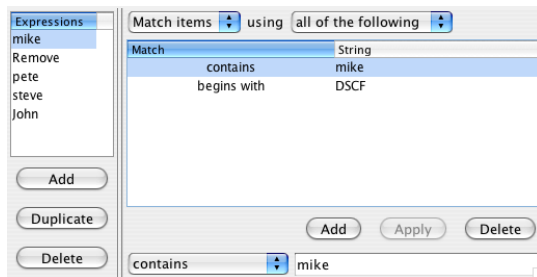 Expressions
mike
Remove
pete
steve
John
Add
Duplicate
Delete
Match items using all of the following
Match String
contains mike
begins with DSCF
Add Apply Delete
contains mike